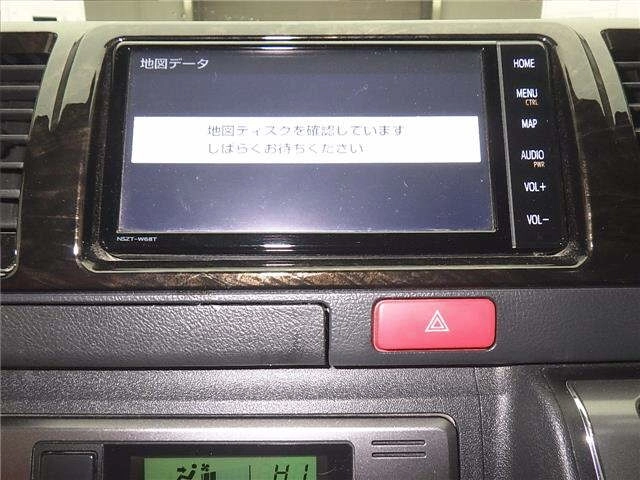 地図データ
地図ディスクを確認しています
しばらくお待ちください
HOME
MENU
CTRL
MAP
AUDIO
PWR
VOL+
VOL-
NSZT-W68T
HI